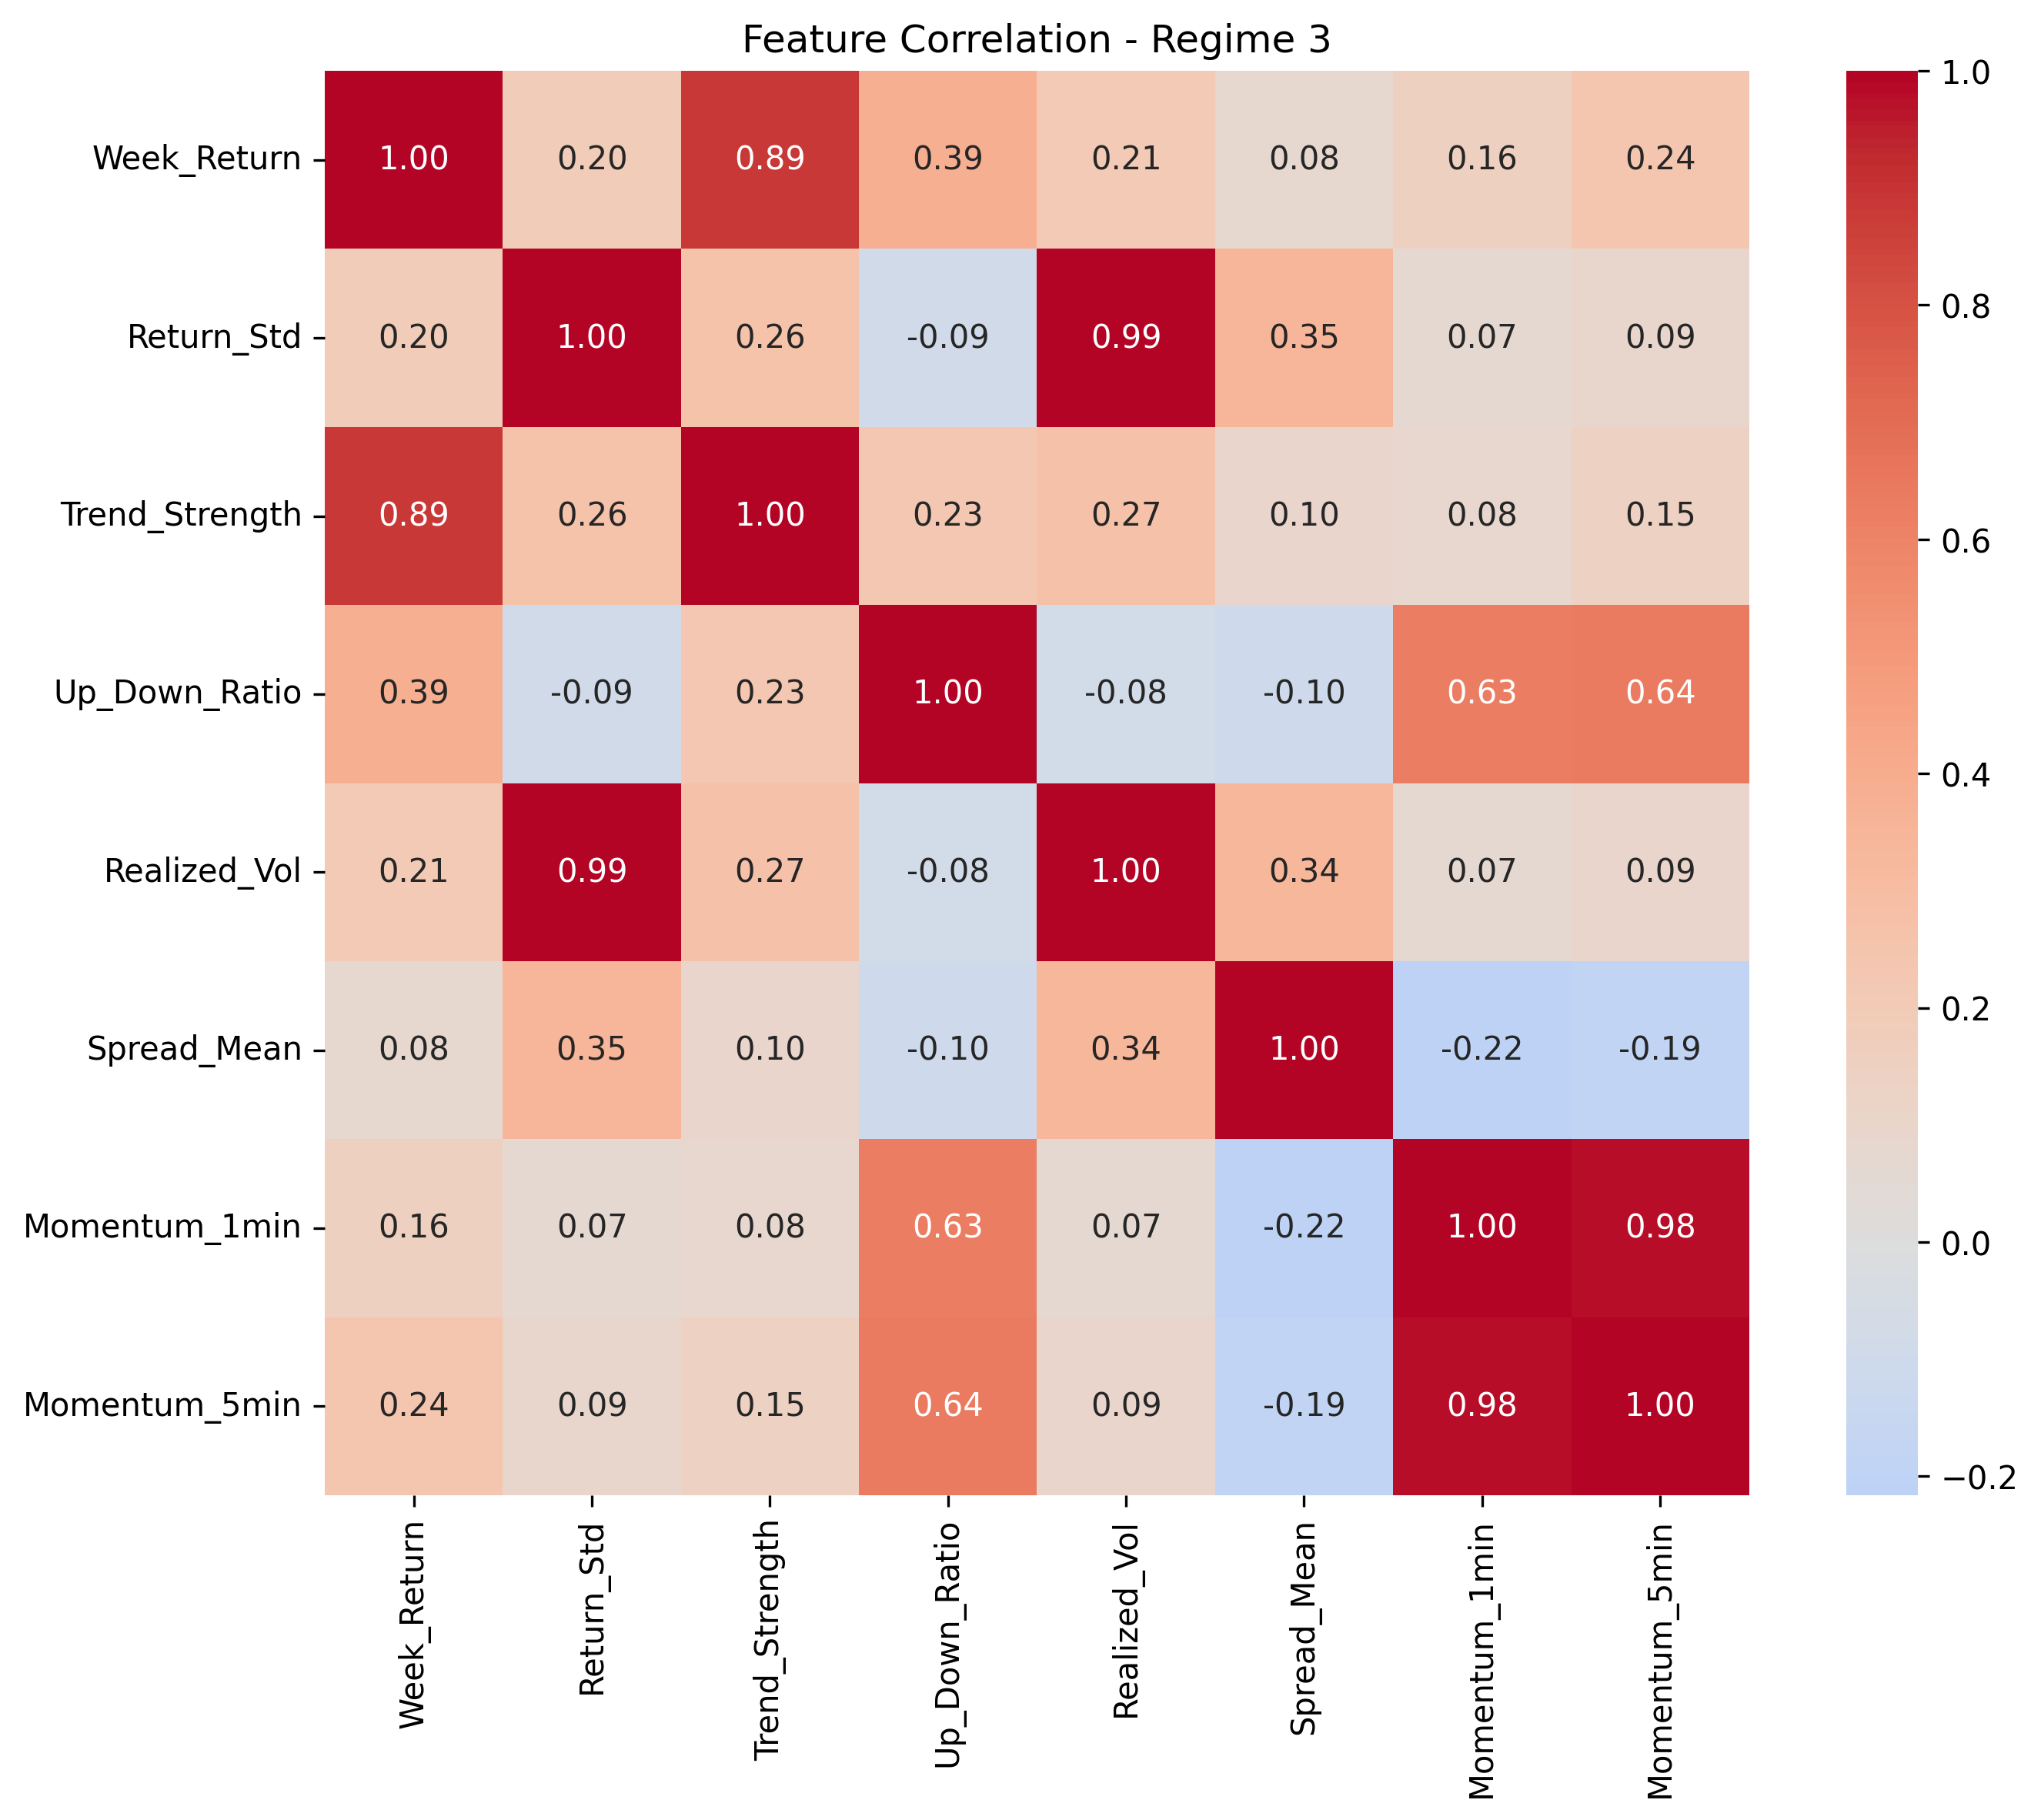 Feature Correlation - Regime 3
Week_Return 1.00 0.20 0.89 0.39 0.21 0.08 0.16 0.24
Return_Std 0.20 1.00 0.26 -0.09 0.99 0.35 0.07 0.09
Trend_Strength 0.89 0.26 1.00 0.23 0.27 0.10 0.08 0.15
Up_Down_Ratio 0.39 -0.09 0.23 1.00 -0.08 -0.10 0.63 0.64
Realized_Vol 0.21 0.99 0.27 -0.08 1.00 0.34 0.07 0.09
Spread_Mean 0.08 0.35 0.10 -0.10 0.34 1.00 -0.22 -0.19
Momentum_1min 0.16 0.07 0.08 0.63 0.07 -0.22 1.00 0.98
Momentum_5min 0.24 0.09 0.15 0.64 0.09 -0.19 0.98 1.00
Week_Return
Return_Std
Trend_Strength
Up_Down_Ratio
Realized_Vol
Spread_Mean
Momentum_1min
Momentum_5min
1.0
0.8
0.6
0.4
0.2
0.0
−0.2